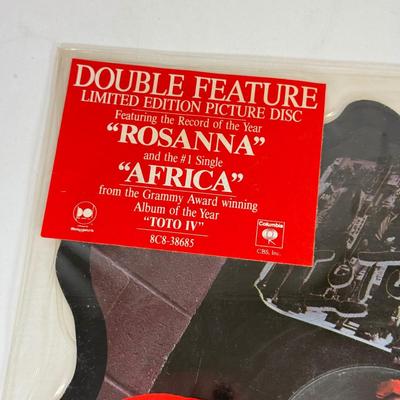 DOUBLE FEATURE
LIMITED EDITION PICTURE DISC
Featuring the Record of the Year
“ROSANNA”
and the #1 Single
“AFRICA”
from the Grammy Award winning
Album of the Year
“TOTO IV”
8C8-38685
Columbia
CBS, Inc.